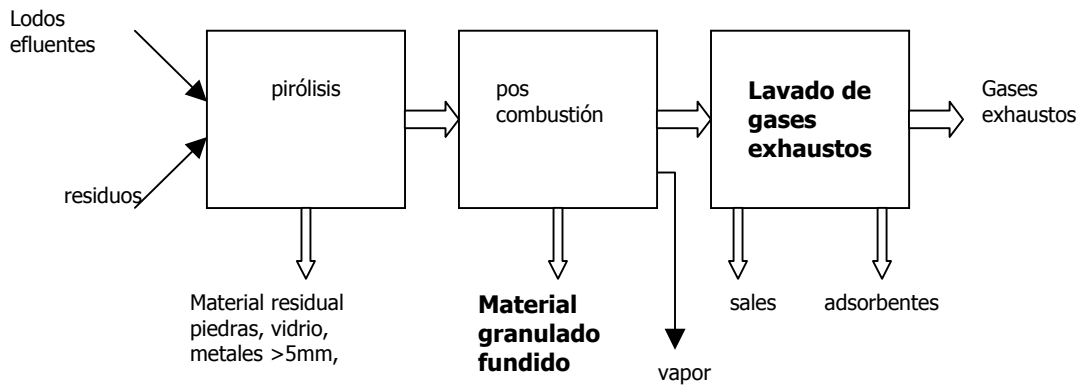 Lodos
efluentes
residuos
pirólisis
pos
combustión
Lavado de
gases
exhaustos
Gases
exhaustos
Material residual
piedras, vidrio,
metales >5mm,
Material
granulado
fundido
vapor
sales
adsorbentes